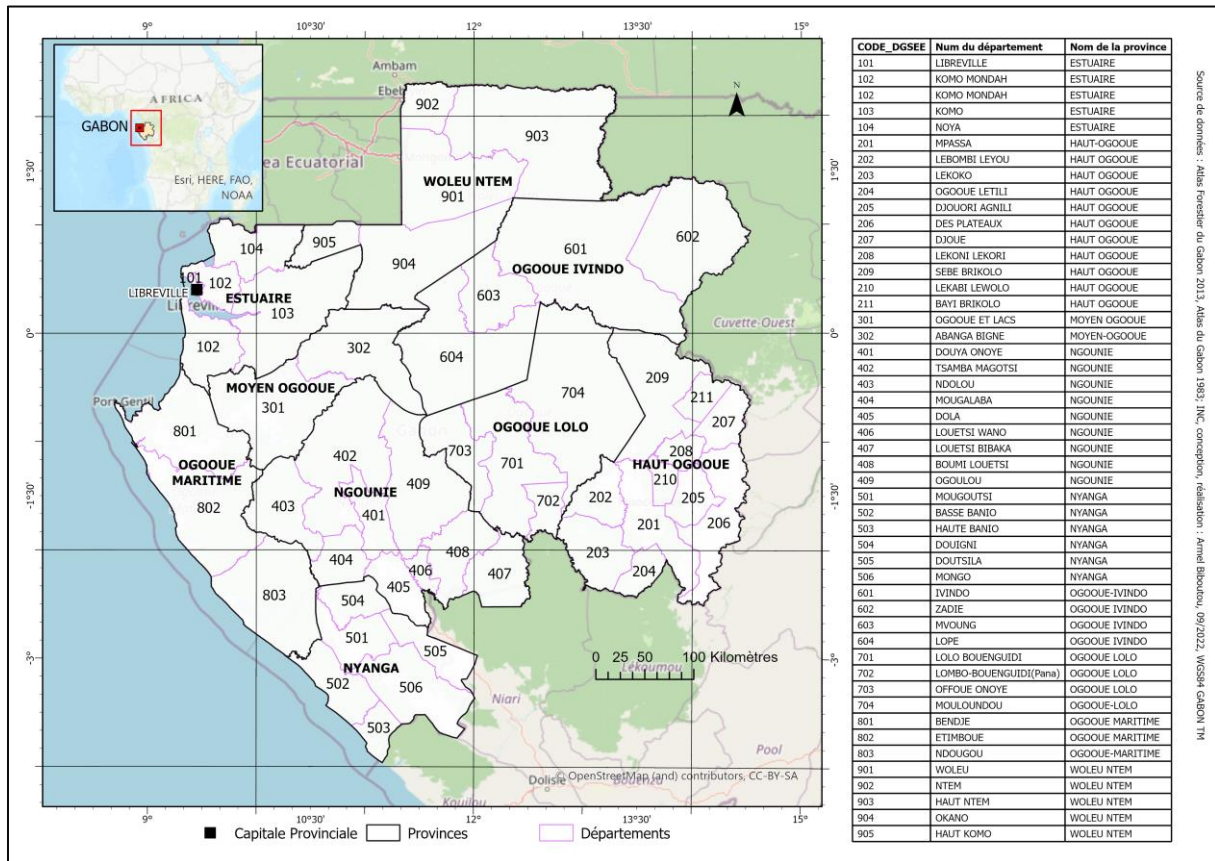 9°
10°30'
12°
13°30'
15°
AFRICA
GABON
Esri, HERE, FAO,
NOAA
Ambam
Ebeb
ea Ecuatorial
N
902
903
WOLEU NTEM
901
1°30'
1°30'
104
905
904
601
602
OGOOUE IVINDO
101
102
LIBREVILLE
Libreville
ESTUAIRE
103
603
Cuvette-Ouest
0°
0°
102
302
604
MOYEN OGOOUE
301
704
209
211
207
Port Gentil
801
OGOOUE
MARITIME
802
402
703
OGOOUE LOLO
701
208
HAUT OGOOUE
210
NGOUNIE
409
403
401
702
202
205
201
206
-1°30'
-1°30'
404
408
406
407
405
203
204
803
504
501
505
NYANGA
502
506
503
0 25 50 100 Kilomètres
Lékoumou
-3°
-3°
Niari
Pool
Dolisie
Bouenza
Kouilou
© OpenStreetMap (and) contributors, CC-BY-SA
9°
10°30'
12°
13°30'
15°
Capitale Provinciale
Provinces
Départements
CODE_DGSEE Num du département Nom de la province
101 LIBREVILLE ESTUAIRE
102 KOMO MONDAH ESTUAIRE
102 KOMO MONDAH ESTUAIRE
103 KOMO ESTUAIRE
104 NOYA ESTUAIRE
201 MPASSA HAUT-OGOOUE
202 LEBOMBI LEYOU HAUT OGOOUE
203 LEKOKO HAUT OGOOUE
204 OGOOUE LETILI HAUT OGOOUE
205 DJOUORI AGNILI HAUT OGOOUE
206 DES PLATEAUX HAUT OGOOUE
207 DJOUE HAUT OGOOUE
208 LEKONI LEKORI HAUT OGOOUE
209 SEBE BRIKOLO HAUT OGOOUE
210 LEKABI LEWOLO HAUT OGOOUE
211 BAYI BRIKOLO HAUT OGOOUE
301 OGOOUE ET LACS MOYEN OGOOUE
302 ABANGA BIGNE MOYEN-OGOOUE
401 DOUYA ONOYE NGOUNIE
402 TSAMBA MAGOTSI NGOUNIE
403 NDOLOU NGOUNIE
404 MOUGALABA NGOUNIE
405 DOLA NGOUNIE
406 LOUETSI WANO NGOUNIE
407 LOUETSI BIBAKA NGOUNIE
408 BOUMI LOUETSI NGOUNIE
409 OGOULOU NGOUNIE
501 MOUGOUTSI NYANGA
502 BASSE BANIO NYANGA
503 HAUTE BANIO NYANGA
504 DOUIGNI NYANGA
505 DOUTSILA NYANGA
506 MONGO NYANGA
601 IVINDO OGOOUE-IVINDO
602 ZADIE OGOOUE IVINDO
603 MVOUNG OGOOUE IVINDO
604 LOPE OGOOUE IVINDO
701 LOLO BOUENGUIDI OGOOUE LOLO
702 LOMBO-BOUENGUIDI(Pana) OGOOUE LOLO
703 OFFOUE ONOYE OGOOUE LOLO
704 MOULOUNDOU OGOOUE-LOLO
801 BENDJE OGOOUE MARITIME
802 ETIMBOUE OGOOUE MARITIME
803 NDOUGOU OGOOUE-MARITIME
901 WOLEU WOLEU NTEM
902 NTEM WOLEU NTEM
903 HAUT NTEM WOLEU NTEM
904 OKANO WOLEU NTEM
905 HAUT KOMO WOLEU NTEM
Source de données : Atlas Forestier du Gabon 2013, Atlas du Gabon 1983; INC, conception, réalisation : Armel Biboutou, 09/2022, WGS84 GABON TM